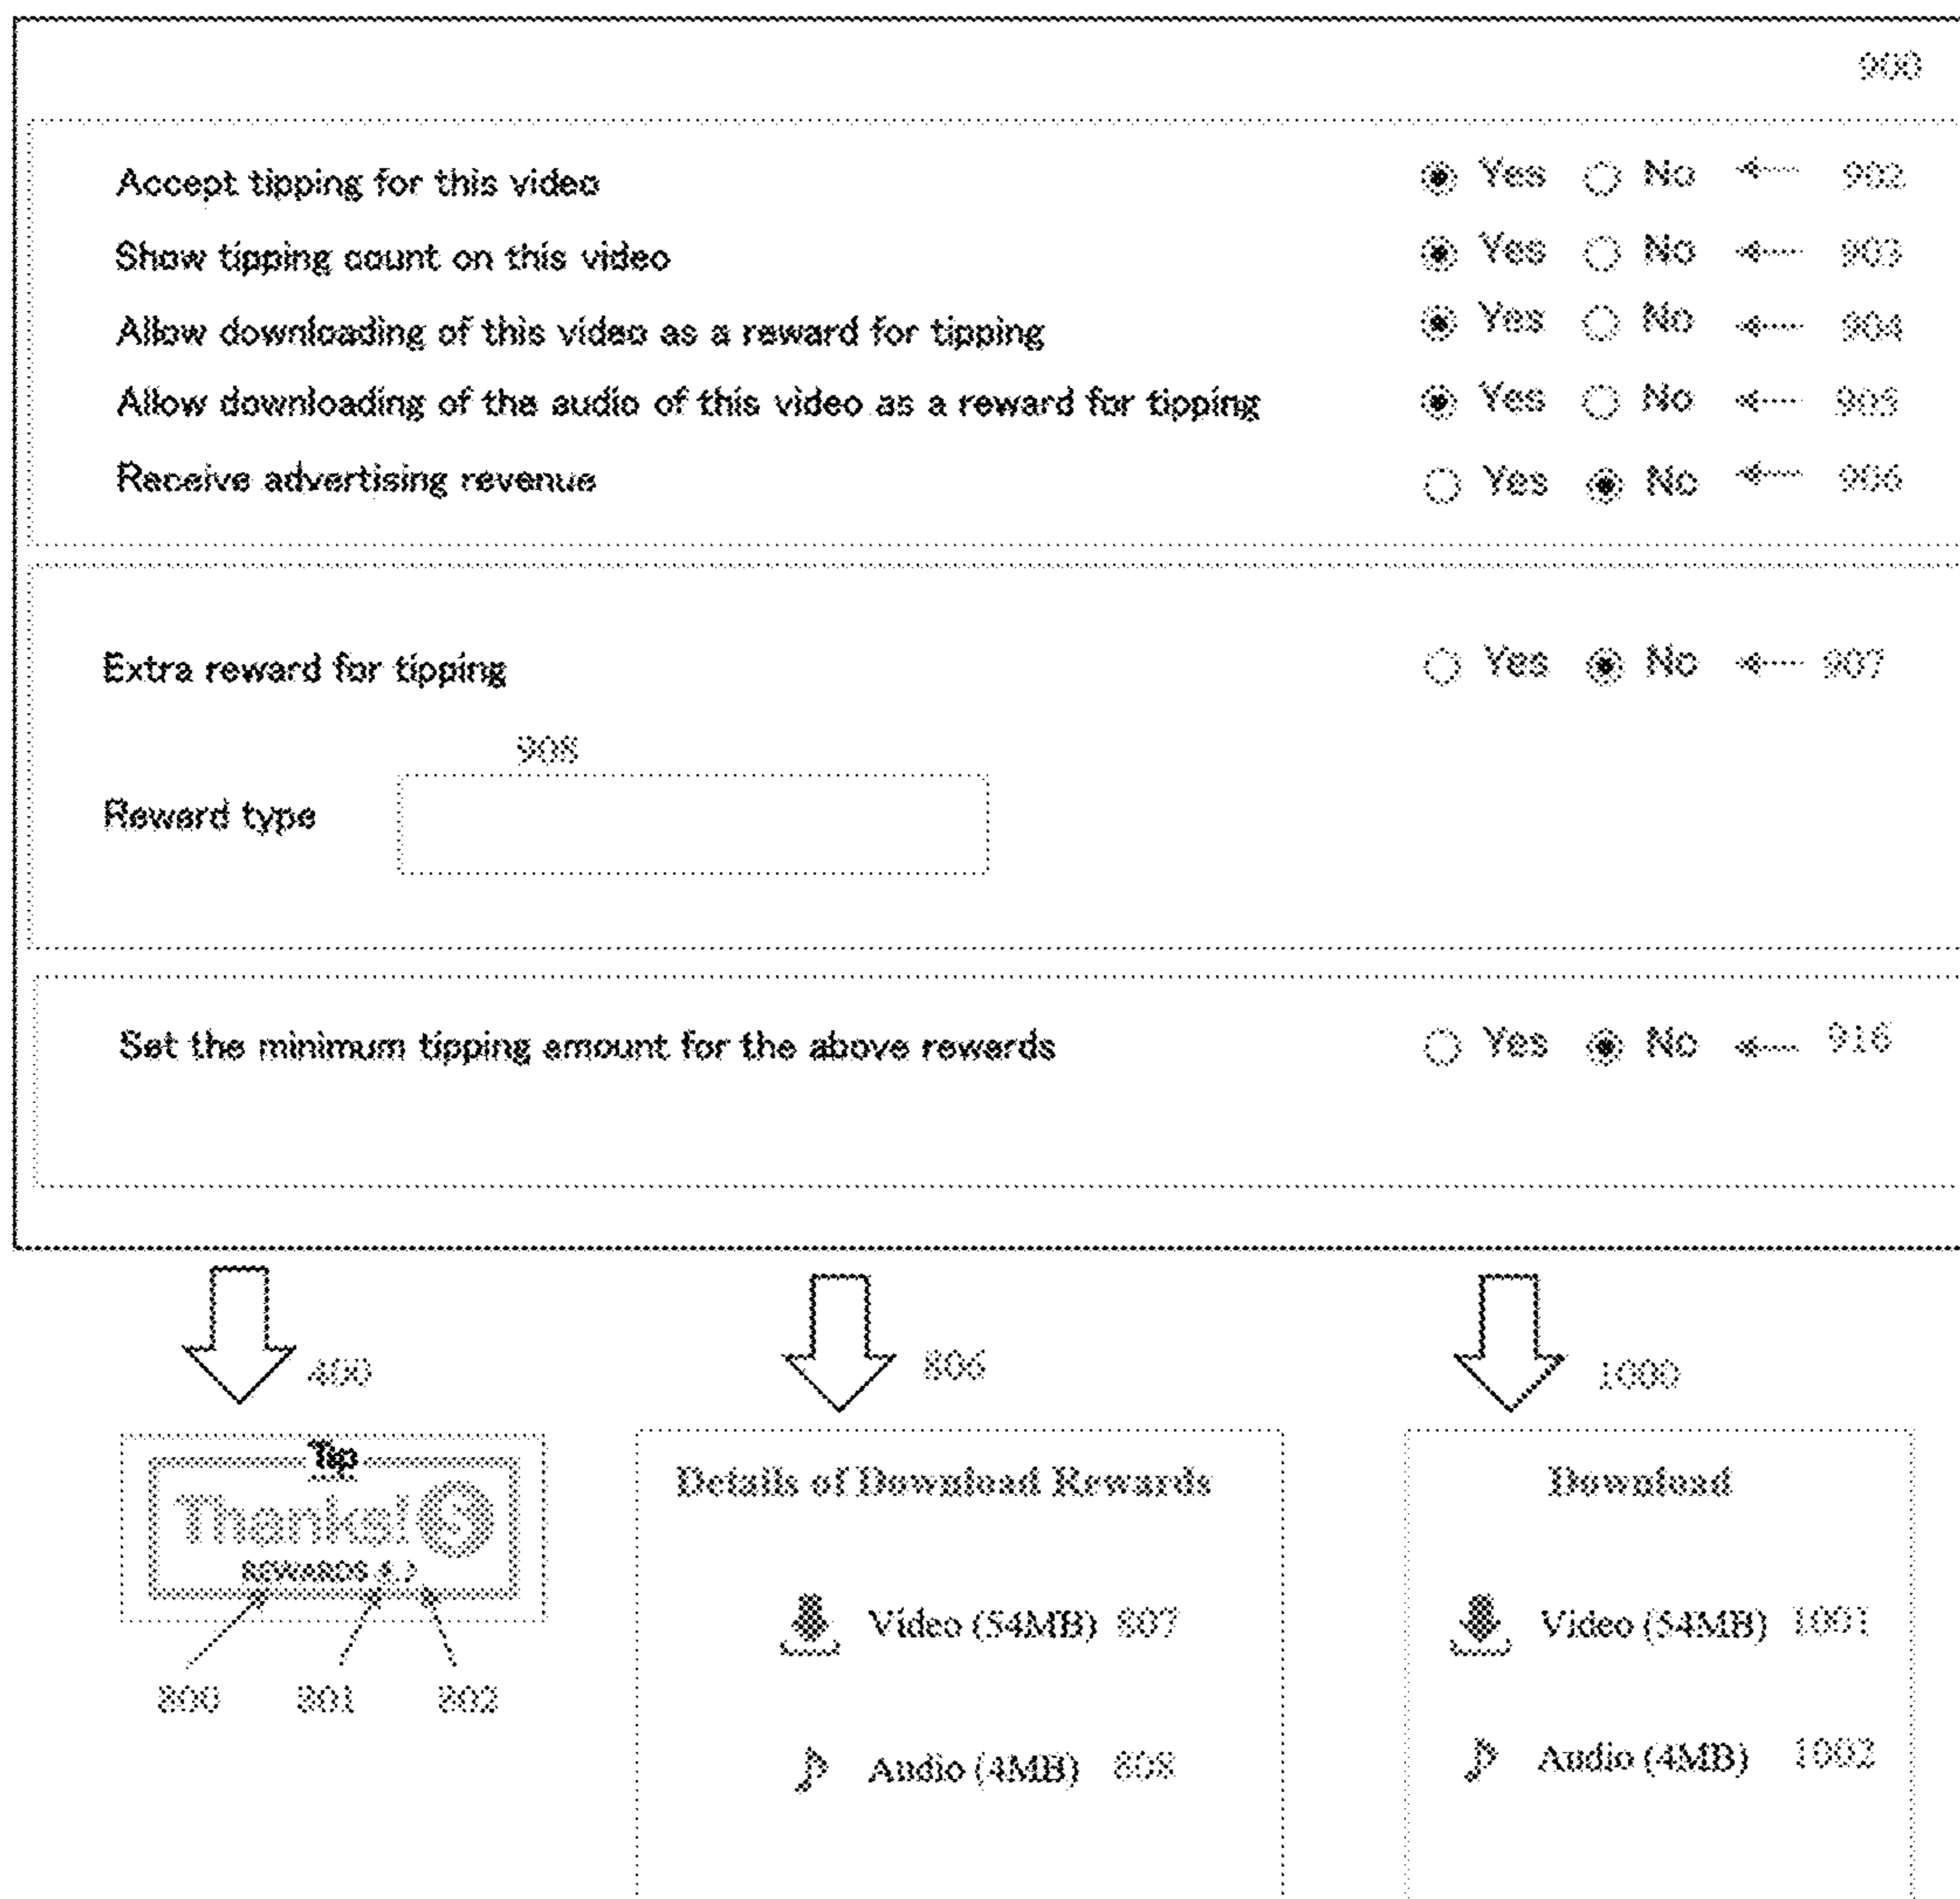 900
Accept tipping for this video Yes No 902
Show tipping count on this video Yes No 903
Allow downloading of this video as a reward for tipping Yes No 904
Allow downloading of the audio of this video as a reward for tipping Yes No 905
Receive advertising revenue Yes No 906
Extra reward for tipping Yes No 907
908
Reward type
Set the minimum tipping amount for the above rewards Yes No 916
400 806 1000
Tip
Thanks!
REWARDS
800 801 802
Details of Download Rewards
Video (54MB) 807
Audio (4MB) 808
Download
Video (54MB) 1001
Audio (4MB) 1002